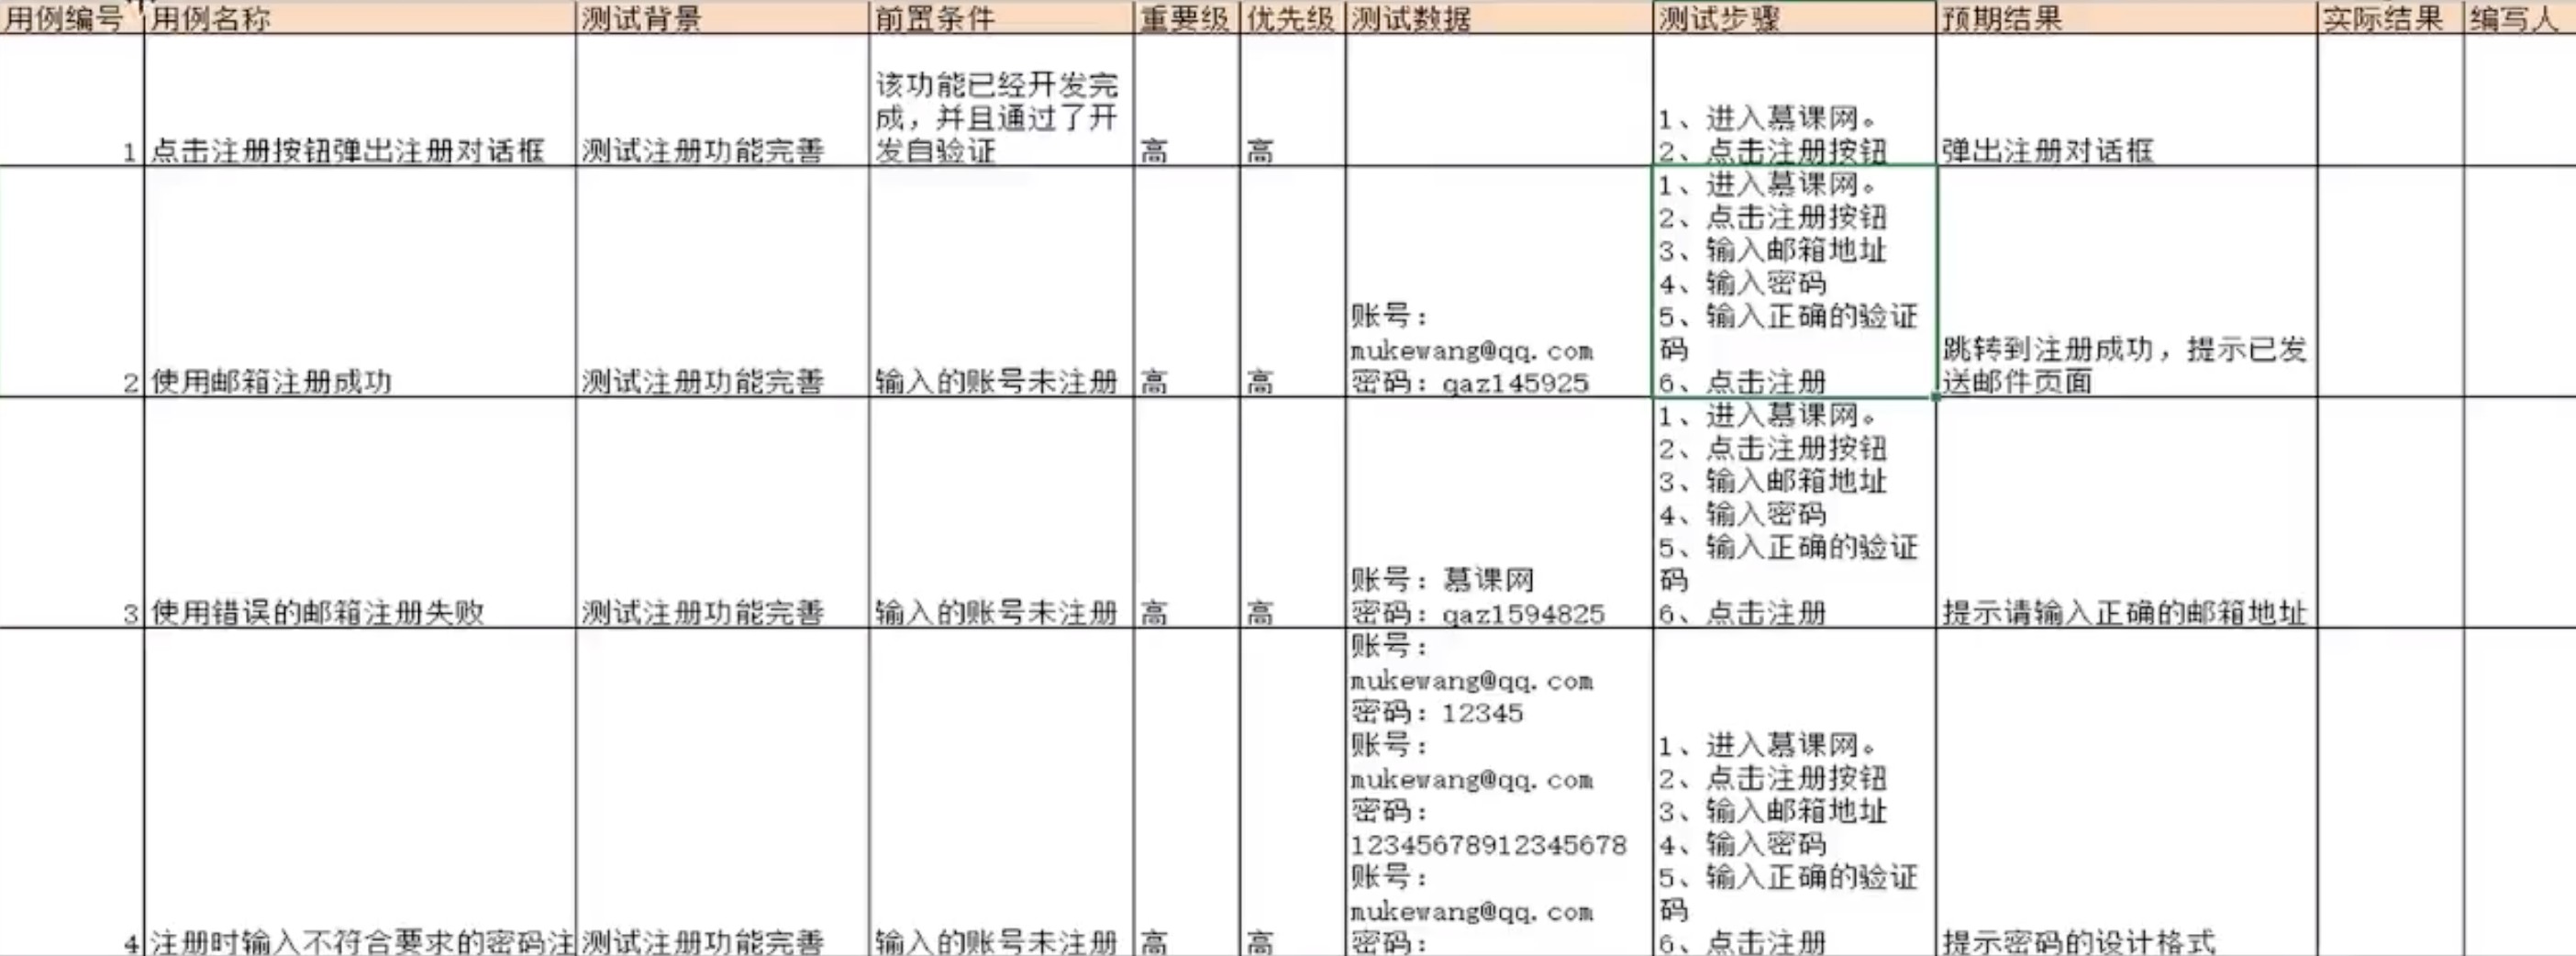 用例编号 用例名称 测试背景 前置条件 重要级 优先级 测试数据 测试步骤 预期结果 实际结果 编写人
1 点击注册按钮弹出注册对话框 测试注册功能完善
该功能已经开发完
成，并且通过了开
发自验证
高 高
1、进入慕课网。
2、点击注册按钮
弹出注册对话框
2 使用邮箱注册成功 测试注册功能完善 输入的账号未注册 高 高
账号：
mukewang@qq.com
密码：qaz145925
1、进入慕课网。
2、点击注册按钮
3、输入邮箱地址
4、输入密码
5、输入正确的验证
码
6、点击注册
跳转到注册成功，提示已发
送邮件页面
3 使用错误的邮箱注册失败 测试注册功能完善 输入的账号未注册 高 高
账号：慕课网
密码：qaz1594825
1、进入慕课网。
2、点击注册按钮
3、输入邮箱地址
4、输入密码
5、输入正确的验证
码
6、点击注册
提示请输入正确的邮箱地址
4 注册时输入不符合要求的密码注 测试注册功能完善 输入的账号未注册 高 高
账号：
mukewang@qq.com
密码：12345
账号：
mukewang@qq.com
密码：
12345678912345678
账号：
mukewang@qq.com
密码：
1、进入慕课网。
2、点击注册按钮
3、输入邮箱地址
4、输入密码
5、输入正确的验证
码
6、点击注册
提示密码的设计格式